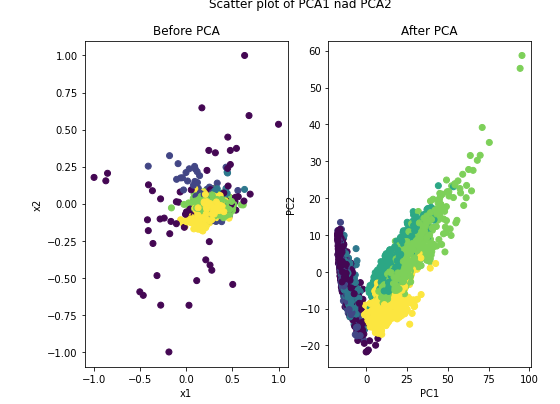 Scatter plot of PCA1 nad PCA2
Before PCA
After PCA
1.00
0.75
0.50
0.25
0.00
−0.25
−0.50
−0.75
−1.00
x2
−1.0 −0.5 0.0 0.5 1.0
x1
60
50
40
30
20
10
0
−10
−20
PC2
0 25 50 75 100
PC1